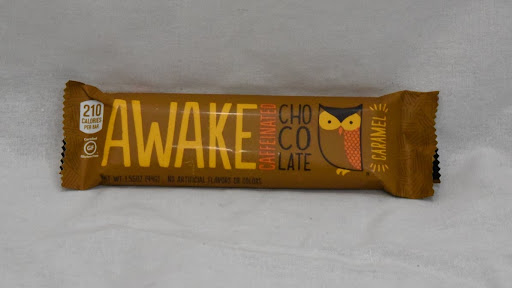 210
CALORIES
PER BAR
AWAKE
CAFFEINATED
CHO
CO
LATE
CARAMEL
NO ARTIFICIAL FLAVORS OR COLORS